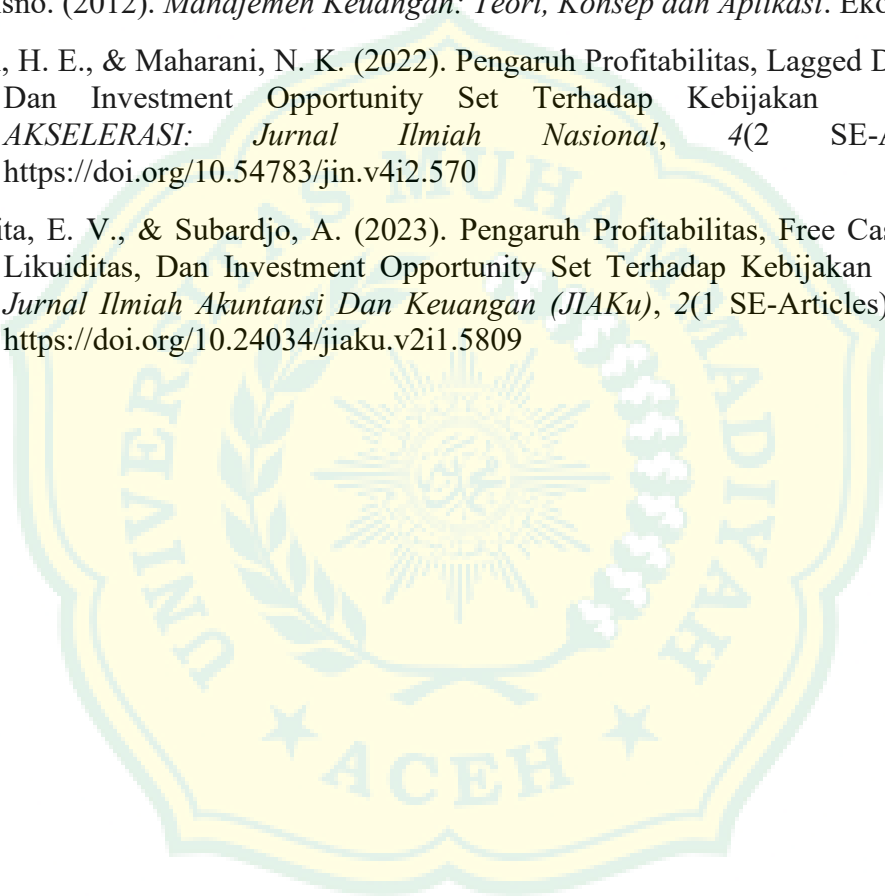 isno. (2012). Manajemen Keuangan: Teori, Konsep dan Aplikasi. Eko
, H. E., & Maharani, N. K. (2022). Pengaruh Profitabilitas, Lagged D
Dan Investment Opportunity Set Terhadap Kebijakan
AKSELERASI: Jurnal Ilmiah Nasional, 4(2 SE-A
https://doi.org/10.54783/jin.v4i2.570
ita, E. V., & Subardjo, A. (2023). Pengaruh Profitabilitas, Free Cas
Likuiditas, Dan Investment Opportunity Set Terhadap Kebijakan
Jurnal Ilmiah Akuntansi Dan Keuangan (JIAKu), 2(1 SE-Articles)
https://doi.org/10.24034/jiaku.v2i1.5809
UNIVERSITAS MUHAMMADIYAH
ACEH